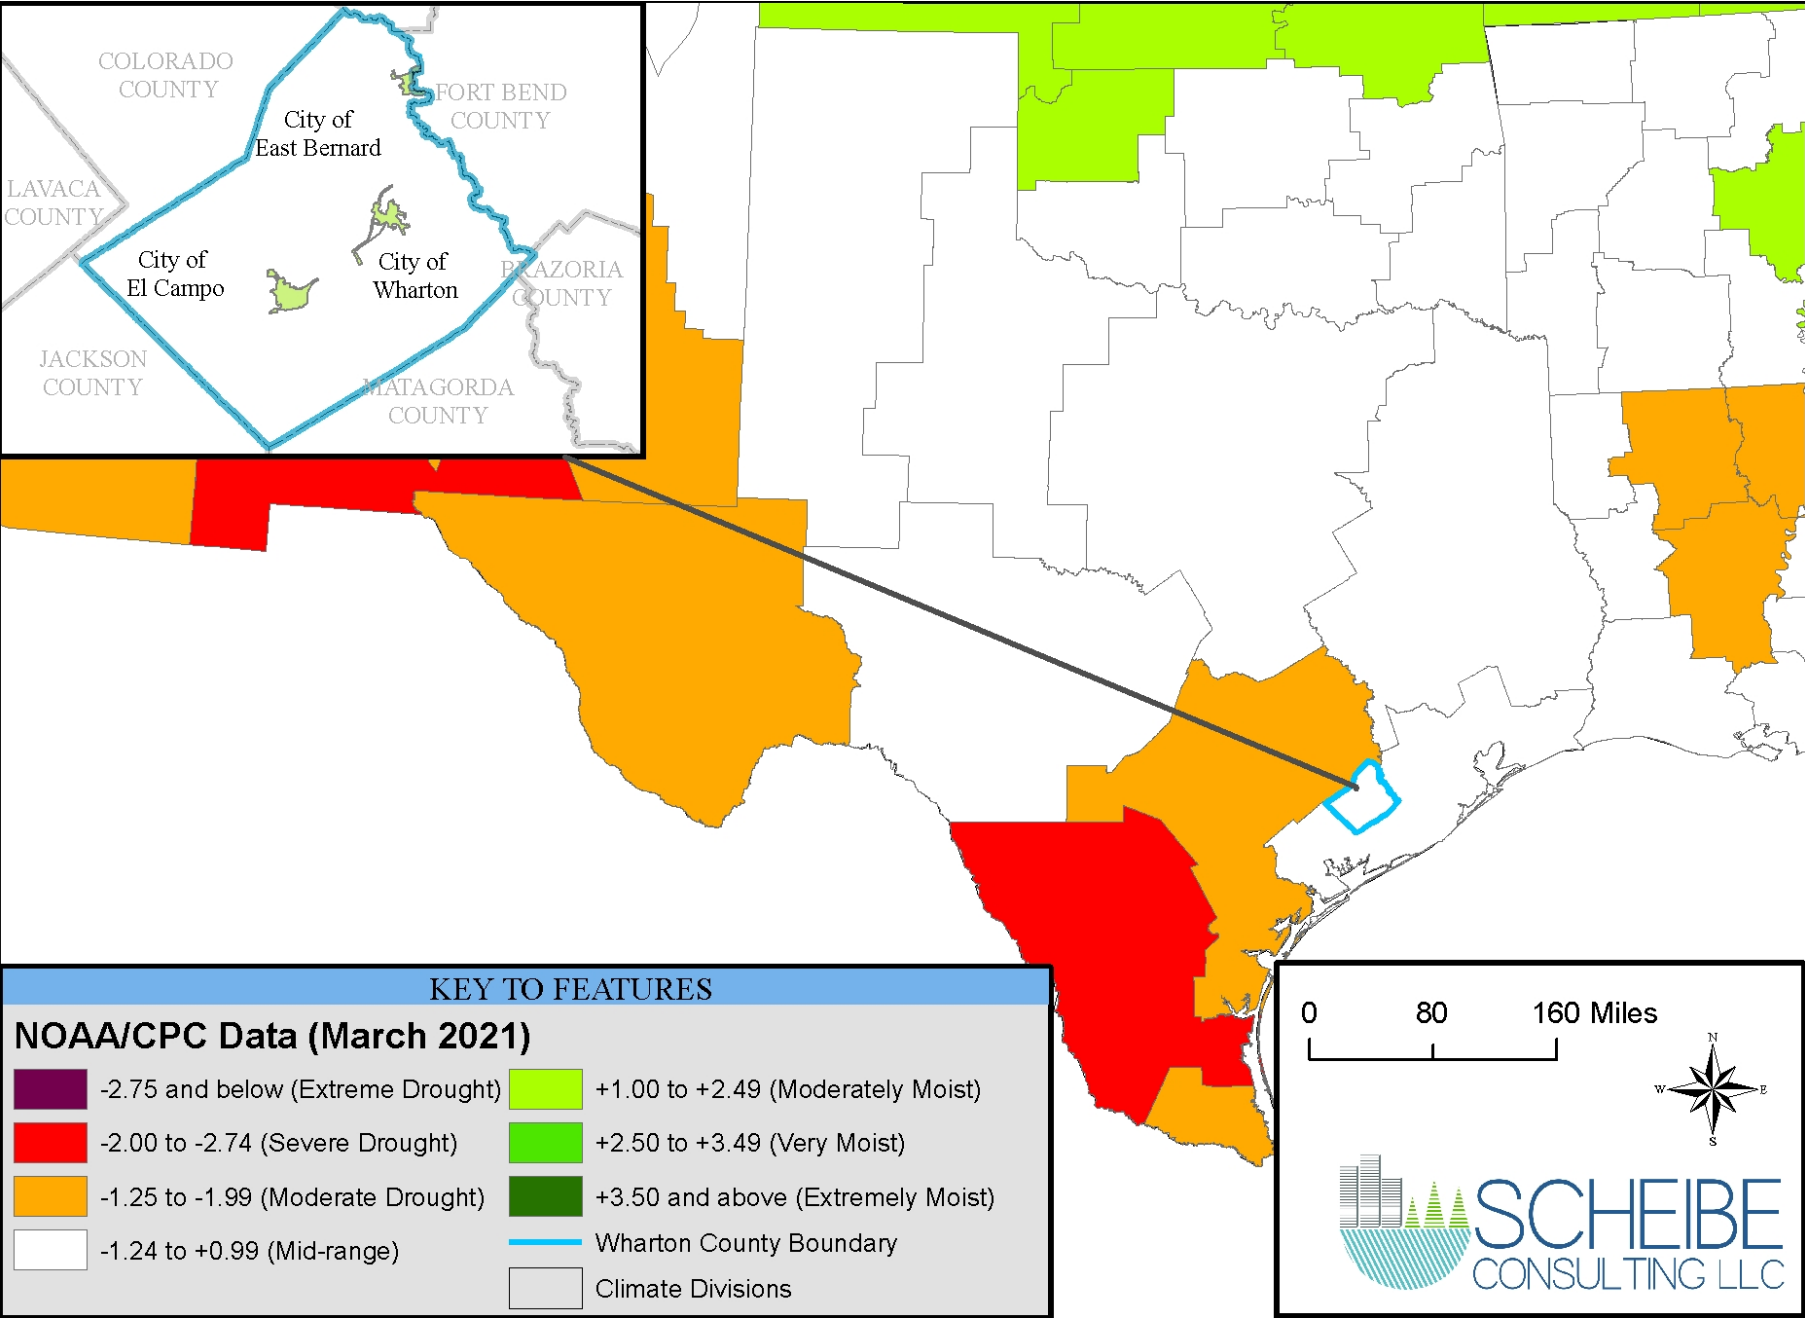 COLORADO
COUNTY
FORT BEND
COUNTY
City of
East Bernard
LAVACA
COUNTY
City of
El Campo
City of
Wharton
BRAZORIA
COUNTY
JACKSON
COUNTY
MATAGORDA
COUNTY
KEY TO FEATURES
NOAA/CPC Data (March 2021)
-2.75 and below (Extreme Drought)
-2.00 to -2.74 (Severe Drought)
-1.25 to -1.99 (Moderate Drought)
-1.24 to +0.99 (Mid-range)
+1.00 to +2.49 (Moderately Moist)
+2.50 to +3.49 (Very Moist)
+3.50 and above (Extremely Moist)
Wharton County Boundary
Climate Divisions
0 80 160 Miles
N
W E
S
SCHEIBE
CONSULTING LLC